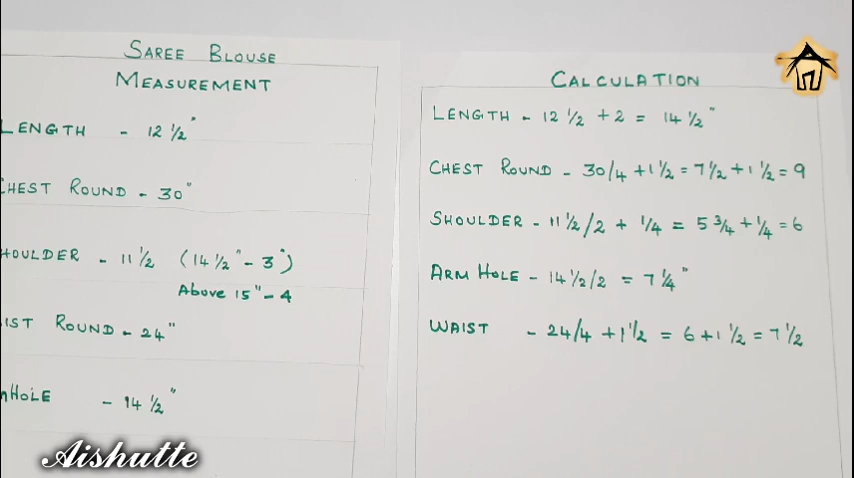 SAREE BLOUSE
MEASUREMENT
LENGTH - 12 1/2"
CHEST ROUND - 30"
HOULDER - 11 1/2 (14 1/2" - 3")
Above 15" - 4
IST ROUND - 24"
HOLE - 14 1/2"
CALCULATION
LENGTH - 12 1/2 + 2 = 14 1/2"
CHEST ROUND - 30/4 + 1 1/2 = 7 1/2 + 1 1/2 = 9
SHOULDER - 11 1/2/2 + 1/4 = 5 3/4 + 1/4 = 6
ARM HOLE - 14 1/2/2 = 7 1/4"
WAIST - 24/4 + 1 1/2 = 6 + 1 1/2 = 7 1/2
Aishutte